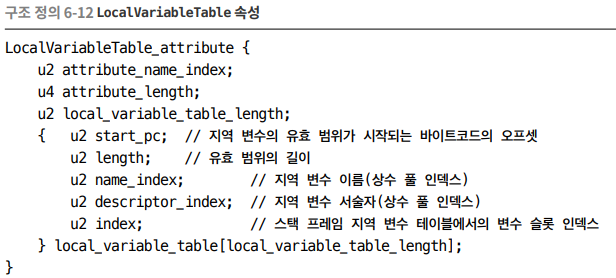 구조 정의 6-12 LocalVariableTable 속성
LocalVariableTable_attribute {
    u2 attribute_name_index;
    u4 attribute_length;
    u2 local_variable_table_length;
    {   u2 start_pc;  // 지역 변수의 유효 범위가 시작되는 바이트코드의 오프셋
        u2 length;    // 유효 범위의 길이
        u2 name_index;        // 지역 변수 이름(상수 풀 인덱스)
        u2 descriptor_index;  // 지역 변수 서술자(상수 풀 인덱스)
        u2 index;             // 스택 프레임 지역 변수 테이블에서의 변수 슬롯 인덱스
    } local_variable_table[local_variable_table_length];
}